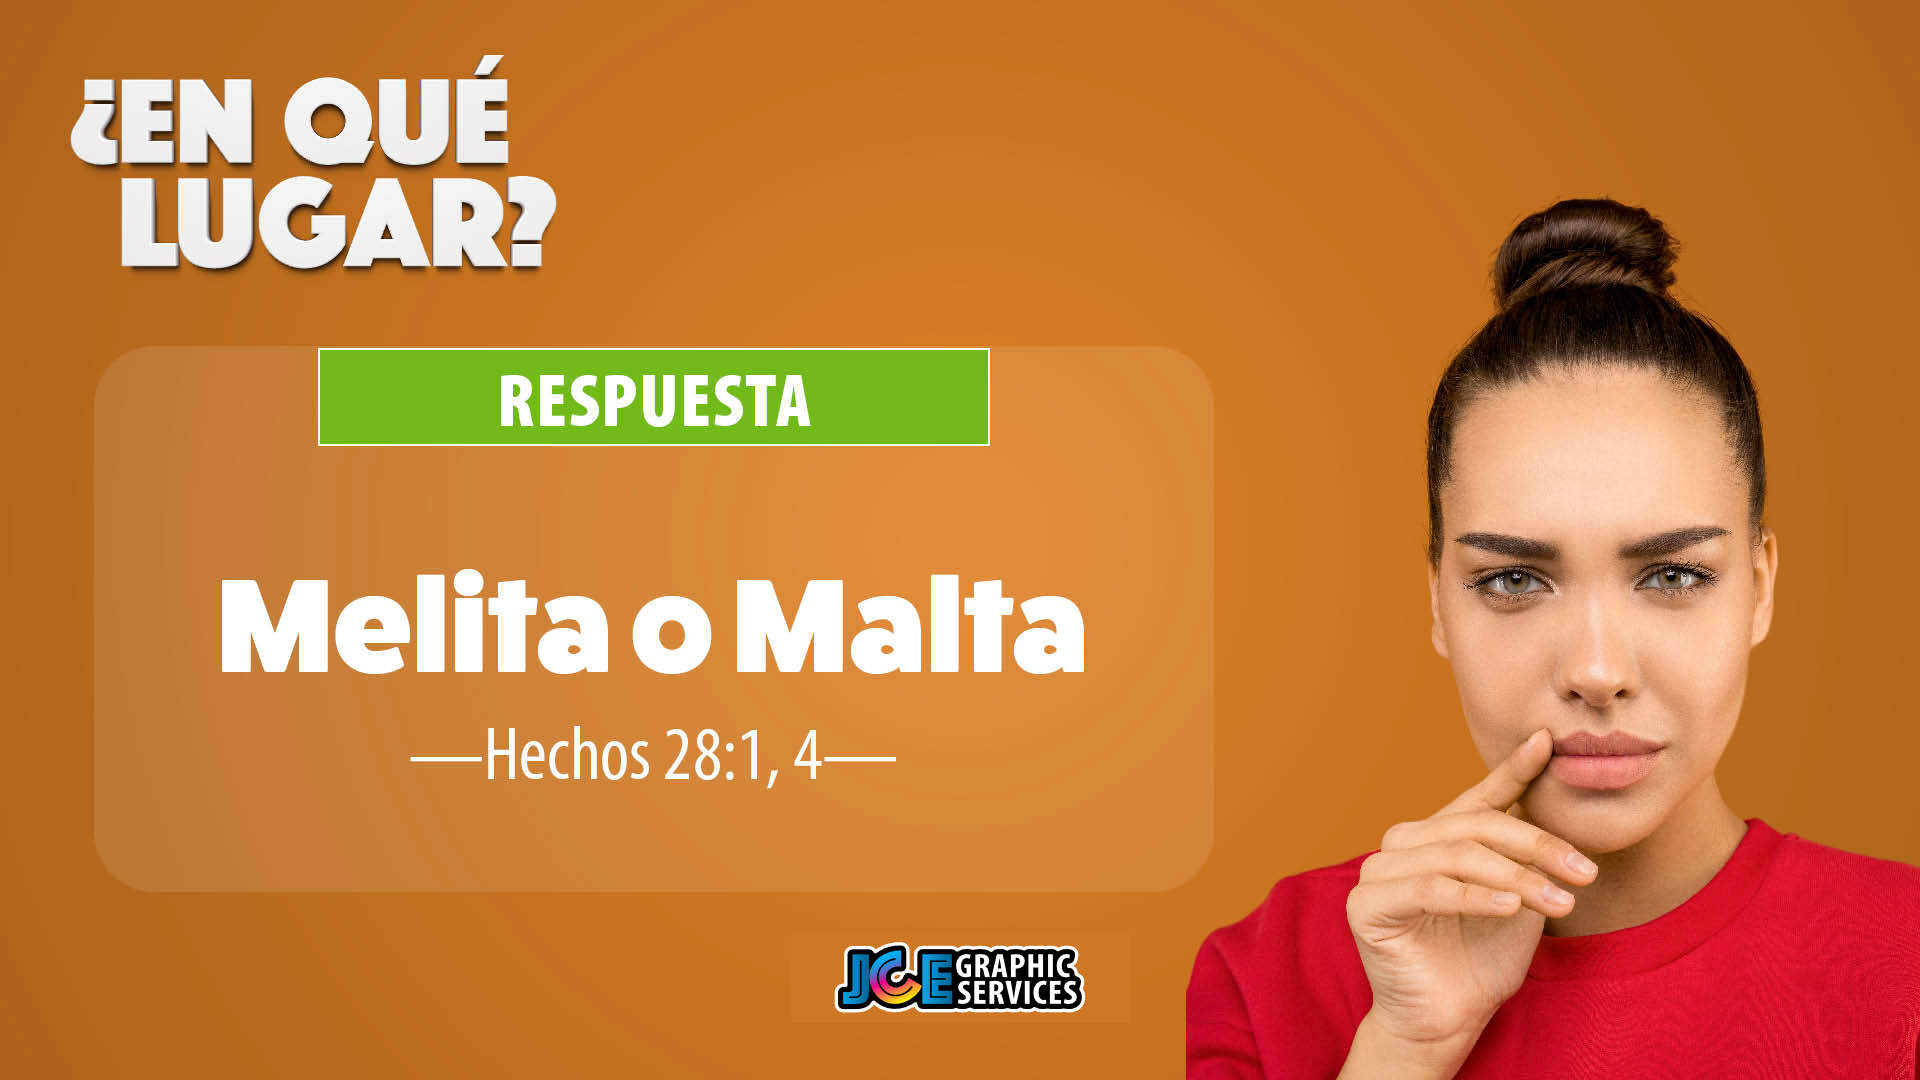 ¿EN QUÉ
LUGAR?
RESPUESTA
Melita o Malta
—Hechos 28:1, 4—
JCE GRAPHIC
SERVICES